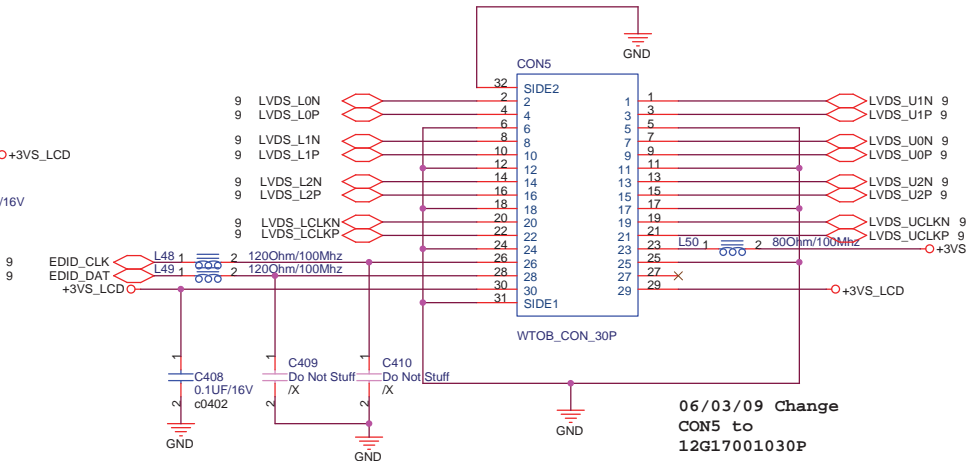 GND
CON5
32 SIDE2
9 LVDS_L0N 2 2 1 1 LVDS_U1N 9
9 LVDS_L0P 4 4 3 3 LVDS_U1P 9
6 6 5 5
9 LVDS_L1N 8 8 7 7 LVDS_U0N 9
+3VS_LCD 9 LVDS_L1P 10 10 9 9 LVDS_U0P 9
12 12 11 11
9 LVDS_L2N 14 14 13 13 LVDS_U2N 9
/16V 9 LVDS_L2P 16 16 15 15 LVDS_U2P 9
18 18 17 17
9 LVDS_LCLKN 20 20 19 19 LVDS_UCLKN 9
9 LVDS_LCLKP 22 22 21 21 LVDS_UCLKP 9
24 24 23 23 L50 1 2 80Ohm/100Mhz +3VS
9 EDID_CLK L48 1 2 120Ohm/100Mhz 26 26 25 25
9 EDID_DAT L49 1 2 120Ohm/100Mhz 28 28 27 27
+3VS_LCD 30 30 29 29 +3VS_LCD
31 SIDE1
WTOB_CON_30P
1 1 1
C408 C409 C410
0.1UF/16V Do Not Stuff Do Not Stuff
c0402 /X /X
2 2 2
GND GND GND
06/03/09 Change
CON5 to
12G17001030P